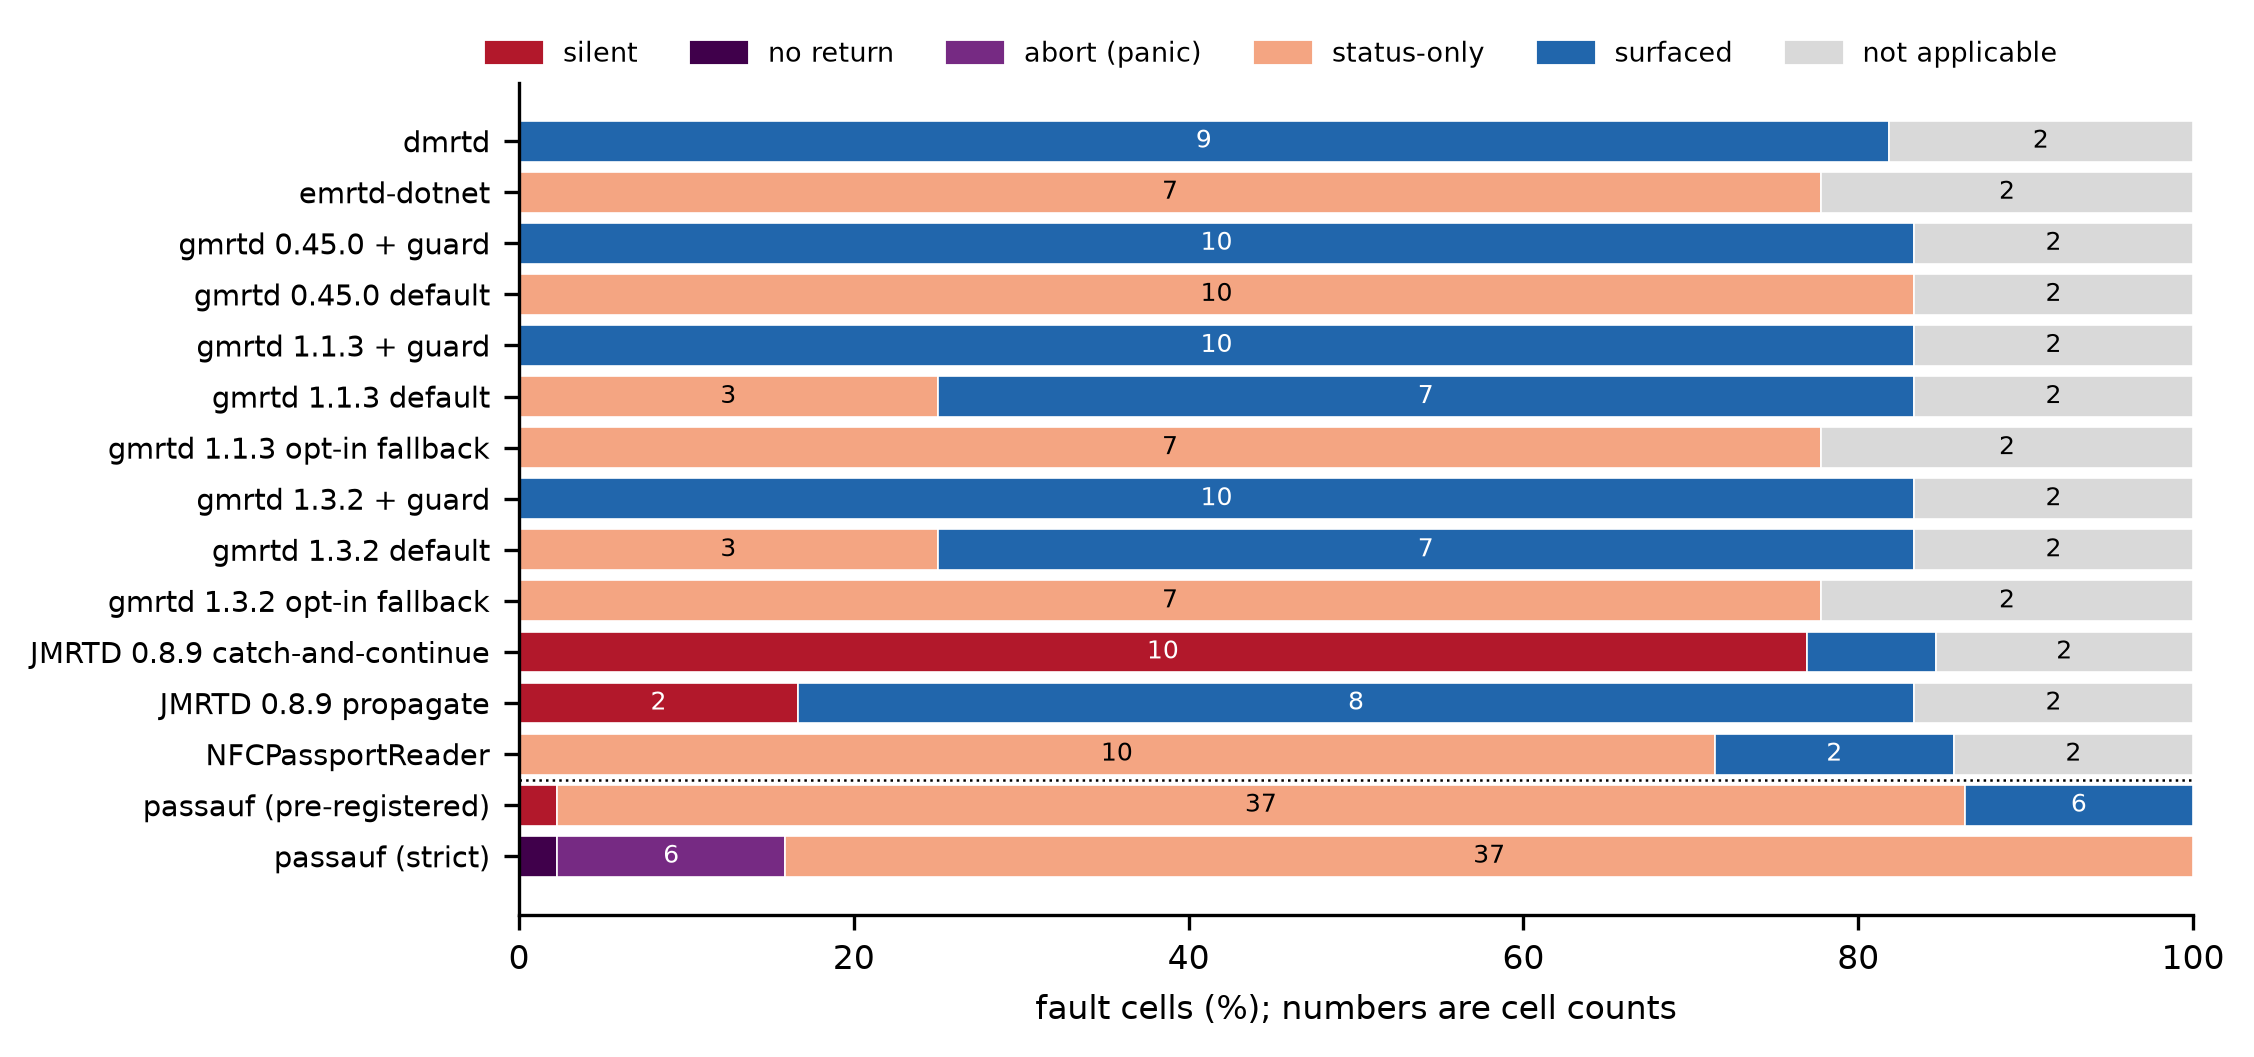 silent no return abort (panic) status-only surfaced not applicable
dmrtd 9 2
emrtd-dotnet 7 2
gmrtd 0.45.0 + guard 10 2
gmrtd 0.45.0 default 10 2
gmrtd 1.1.3 + guard 10 2
gmrtd 1.1.3 default 3 7 2
gmrtd 1.1.3 opt-in fallback 7 2
gmrtd 1.3.2 + guard 10 2
gmrtd 1.3.2 default 3 7 2
gmrtd 1.3.2 opt-in fallback 7 2
JMRTD 0.8.9 catch-and-continue 10 2
JMRTD 0.8.9 propagate 2 8 2
NFCPassportReader 10 2 2
passauf (pre-registered) 37 6
passauf (strict) 6 37
0 20 40 60 80 100
fault cells (%); numbers are cell counts